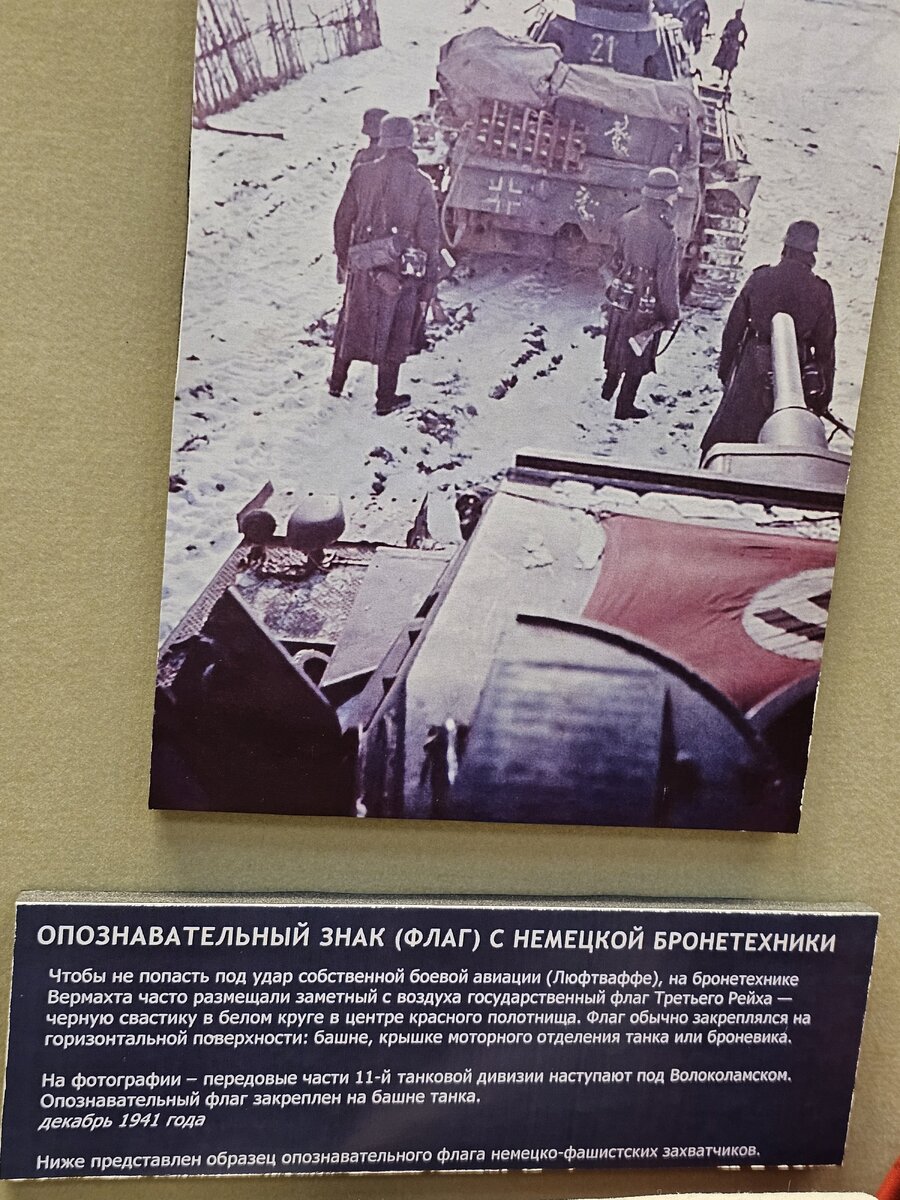 21
ОПОЗНАВАТЕЛЬНЫЙ ЗНАК (ФЛАГ) С НЕМЕЦКОЙ БРОНЕТЕХНИКИ
Чтобы не попасть под удар собственной боевой авиации (Люфтваффе), на бронетехнике
Вермахта часто размещали заметный с воздуха государственный флаг Третьего Рейха —
черную свастику в белом круге в центре красного полотнища. Флаг обычно закреплялся на
горизонтальной поверхности: башне, крышке моторного отделения танка или броневика.
На фотографии – передовые части 11-й танковой дивизии наступают под Волоколамском.
Опознавательный флаг закреплен на башне танка.
декабрь 1941 года
Ниже представлен образец опознавательного флага немецко-фашистских захватчиков.